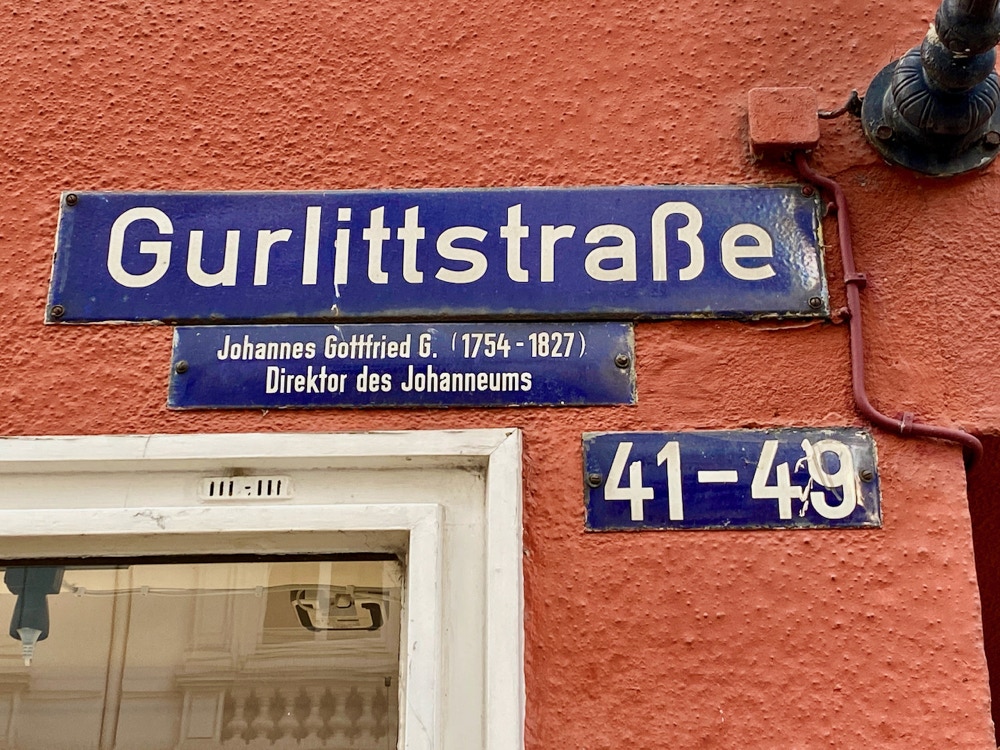 Gurlittstraße
Johannes Gottfried G. (1754-1827)
Direktor des Johanneums
41-49